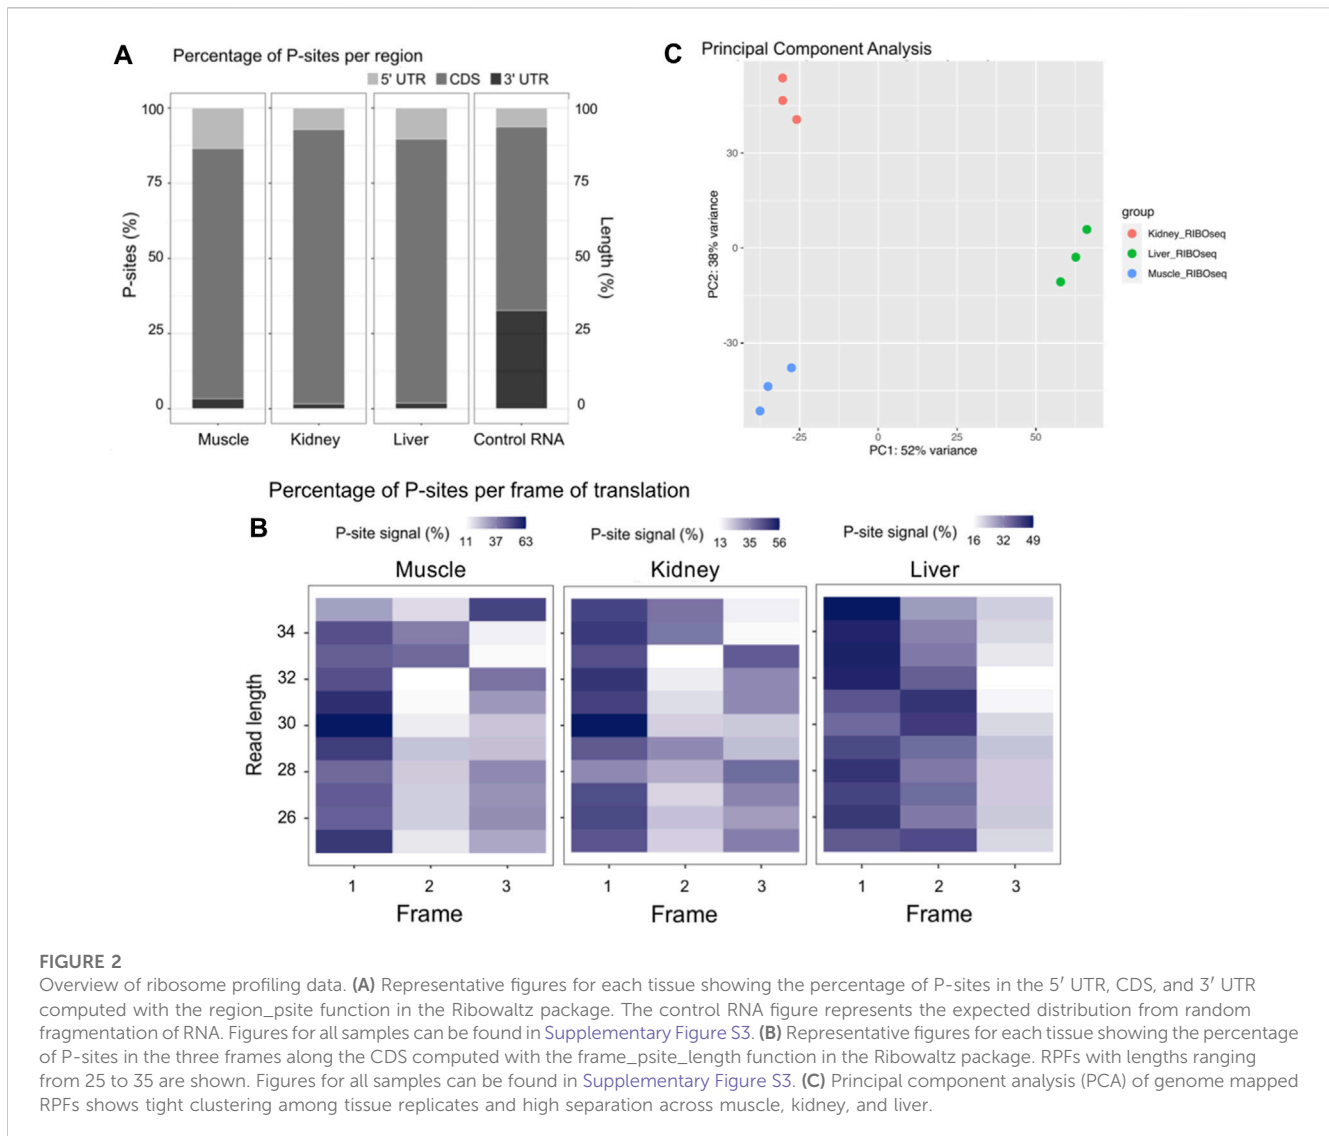 A Percentage of P-sites per region
5' UTR CDS 3' UTR
100
75
50
25
0
P-sites (%)
100
75
50
25
0
Length (%)
Muscle Kidney Liver Control RNA
C Principal Component Analysis
30
0
-30
PC2: 38% variance
-25 0 25 50
PC1: 52% variance
group
Kidney_RIBOseq
Liver_RIBOseq
Muscle_RIBOseq
Percentage of P-sites per frame of translation
B
P-site signal (%) 11 37 63
P-site signal (%) 13 35 56
P-site signal (%) 16 32 49
Muscle Kidney Liver
34
32
30
28
26
Read length
1 2 3 1 2 3 1 2 3
Frame Frame Frame
FIGURE 2
Overview of ribosome profiling data. (A) Representative figures for each tissue showing the percentage of P-sites in the 5′ UTR, CDS, and 3′ UTR
computed with the region_psite function in the Ribowaltz package. The control RNA figure represents the expected distribution from random
fragmentation of RNA. Figures for all samples can be found in Supplementary Figure S3. (B) Representative figures for each tissue showing the percentage
of P-sites in the three frames along the CDS computed with the frame_psite_length function in the Ribowaltz package. RPFs with lengths ranging
from 25 to 35 are shown. Figures for all samples can be found in Supplementary Figure S3. (C) Principal component analysis (PCA) of genome mapped
RPFs shows tight clustering among tissue replicates and high separation across muscle, kidney, and liver.